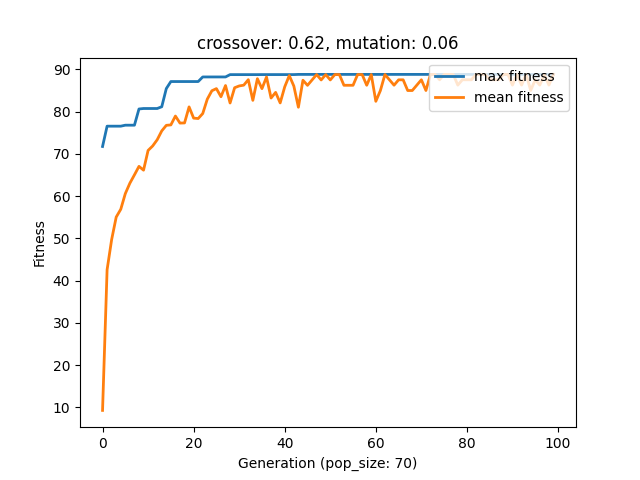 crossover: 0.62, mutation: 0.06
90
80
70
60
50
40
30
20
10
Fitness
max fitness
mean fitness
0 20 40 60 80 100
Generation (pop_size: 70)